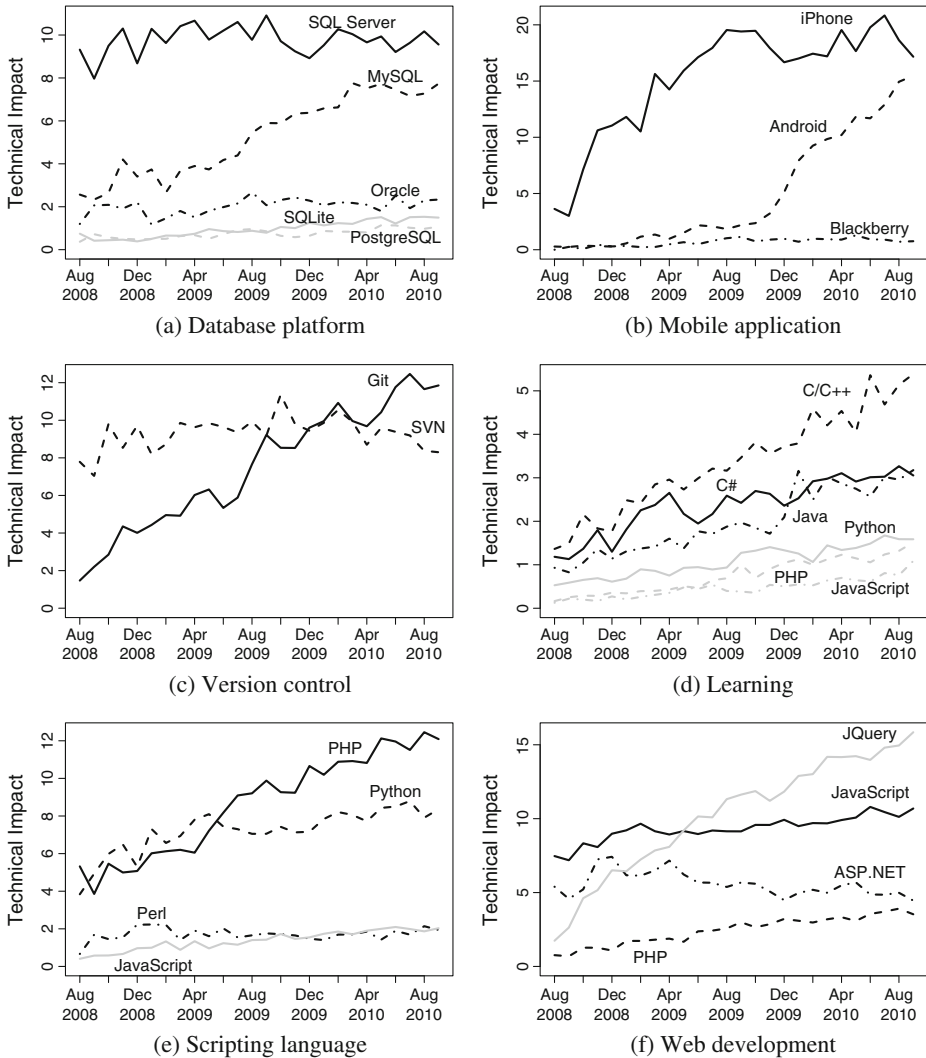 Technical Impact
0 2 4 6 8 10
SQL Server
MySQL
Oracle
SQLite
PostgreSQL
Aug Dec Apr Aug Dec Apr Aug
2008 2008 2009 2009 2009 2010 2010
(a) Database platform
Technical Impact
0 5 10 15 20
iPhone
Android
Blackberry
Aug Dec Apr Aug Dec Apr Aug
2008 2008 2009 2009 2009 2010 2010
(b) Mobile application
Technical Impact
0 2 4 6 8 10 12
Git
SVN
Aug Dec Apr Aug Dec Apr Aug
2008 2008 2009 2009 2009 2010 2010
(c) Version control
Technical Impact
0 1 2 3 4 5
C/C++
C#
Java
Python
PHP
JavaScript
Aug Dec Apr Aug Dec Apr Aug
2008 2008 2009 2009 2009 2010 2010
(d) Learning
Technical Impact
0 2 4 6 8 10 12
PHP
Python
Perl
JavaScript
Aug Dec Apr Aug Dec Apr Aug
2008 2008 2009 2009 2009 2010 2010
(e) Scripting language
Technical Impact
0 5 10 15
JQuery
JavaScript
ASP.NET
PHP
Aug Dec Apr Aug Dec Apr Aug
2008 2008 2009 2009 2009 2010 2010
(f) Web development